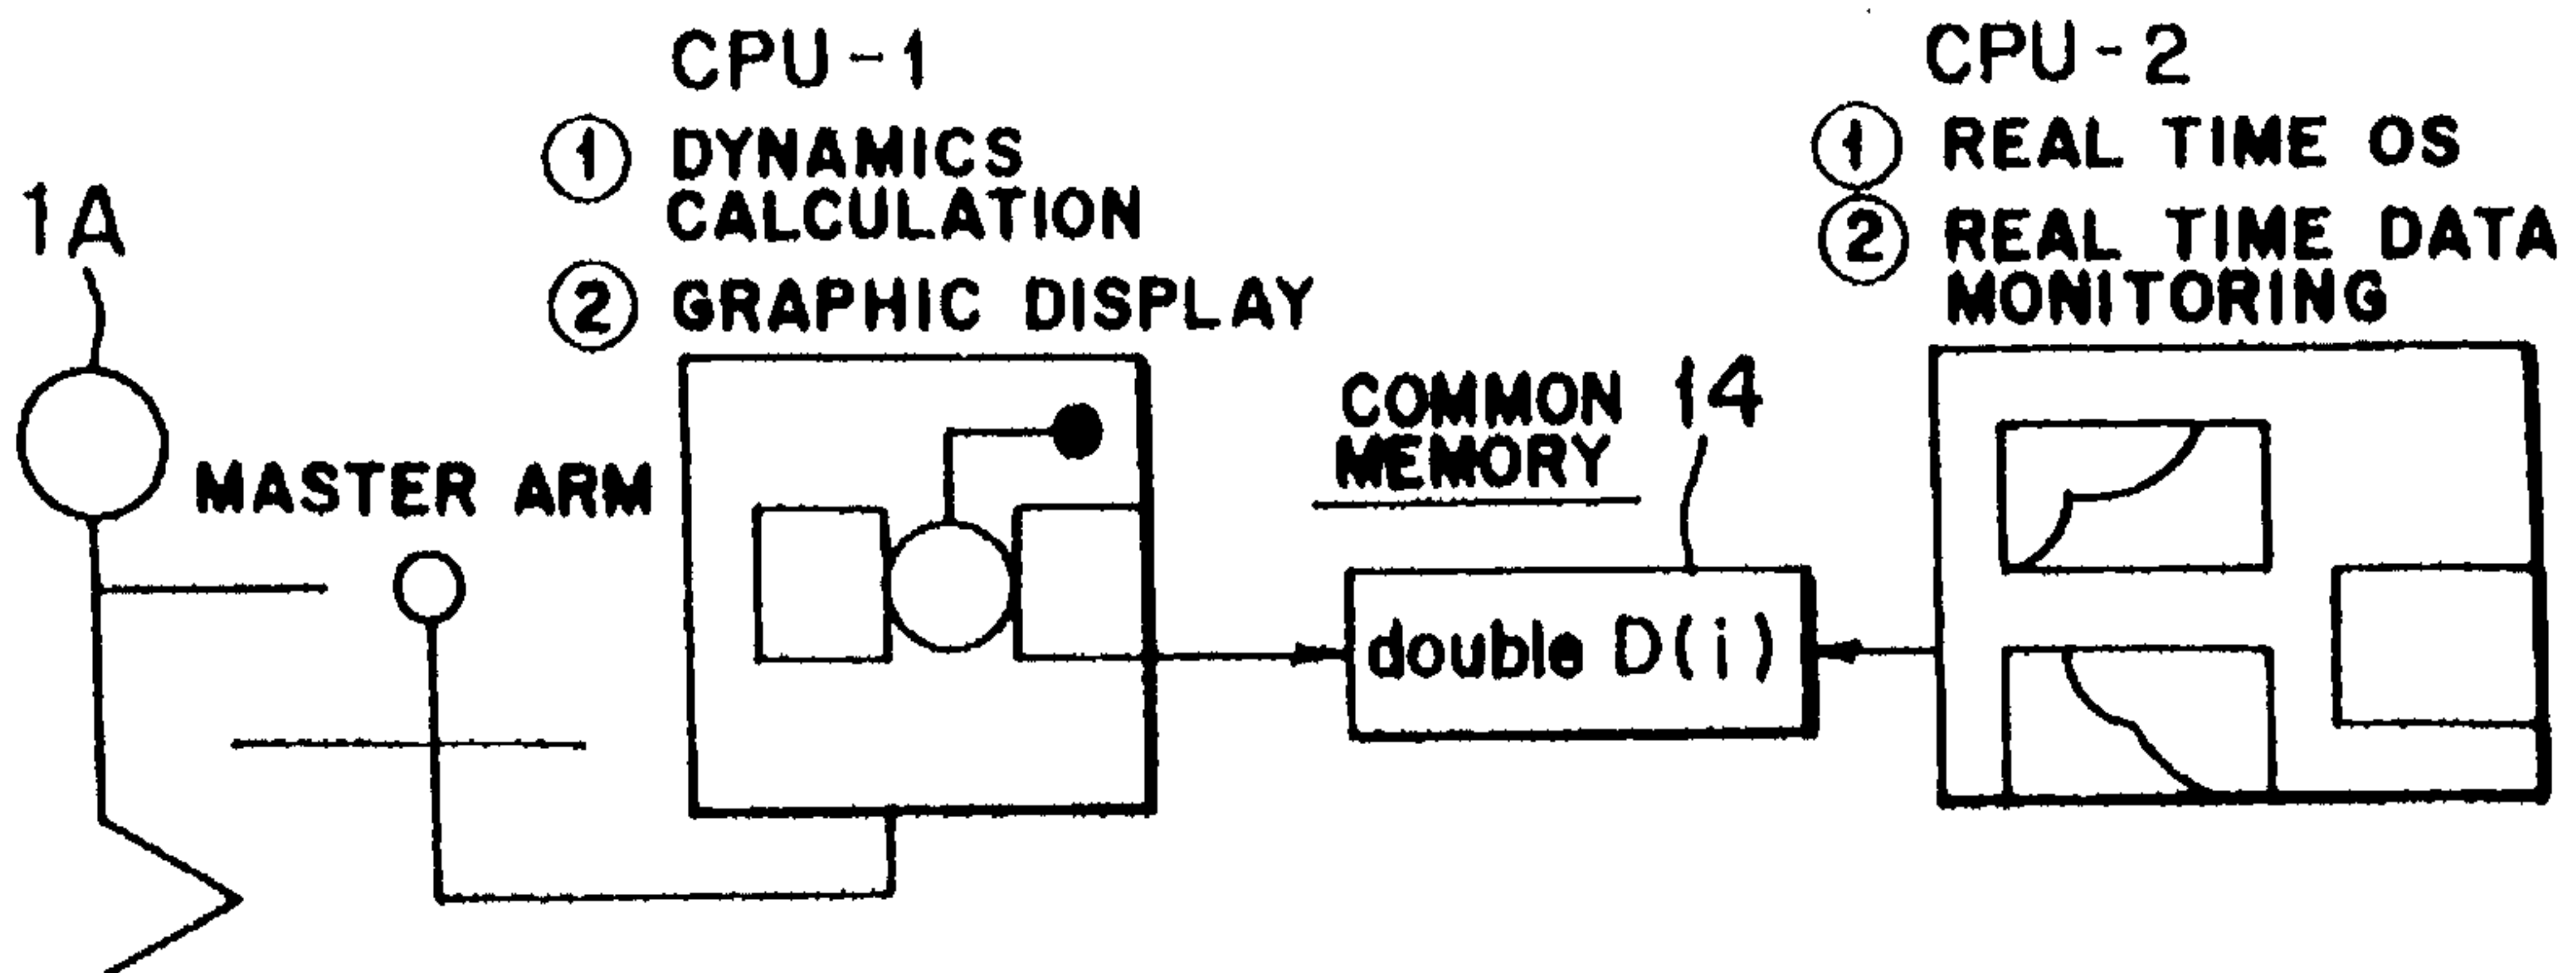 CPU-1
① DYNAMICS
CALCULATION
② GRAPHIC DISPLAY
1A
MASTER ARM
COMMON
MEMORY
14
double D(i)
CPU-2
① REAL TIME OS
② REAL TIME DATA
MONITORING